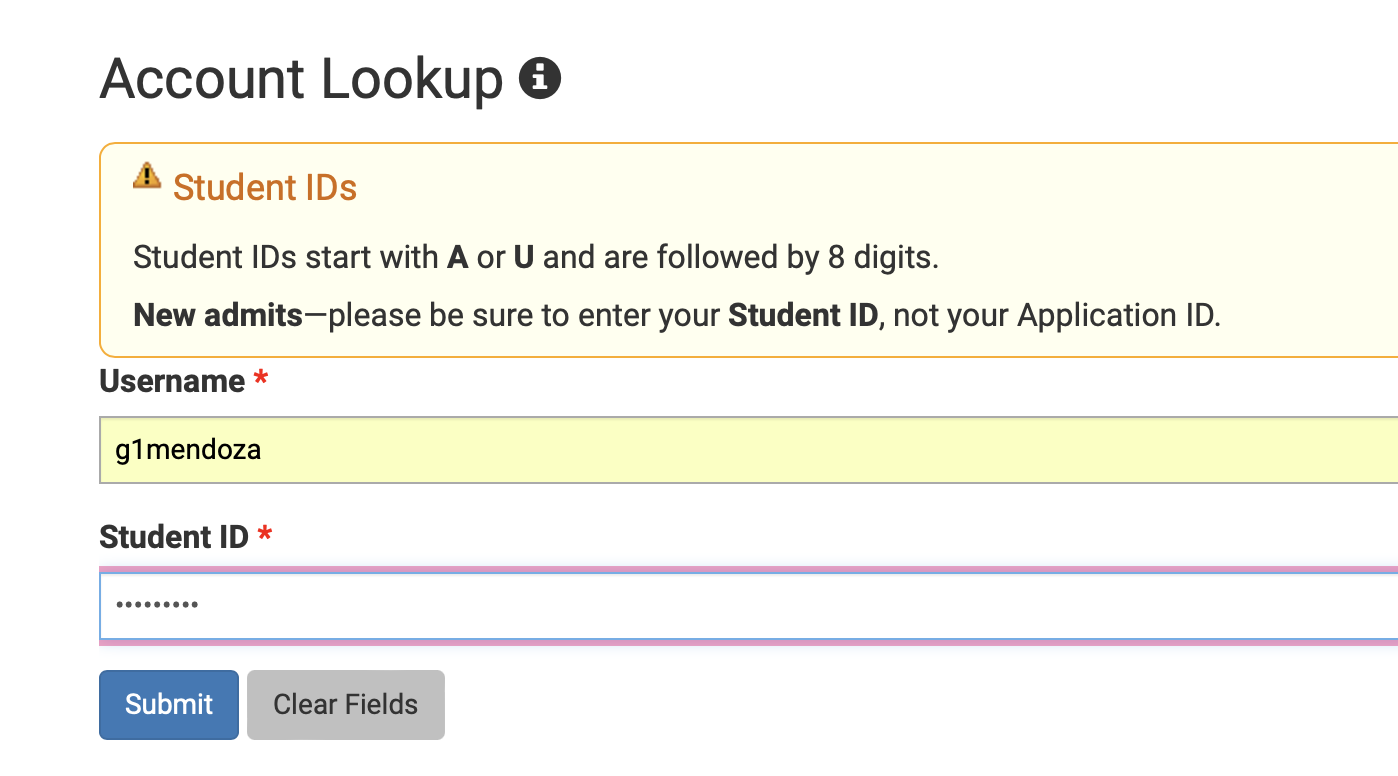 Account Lookup
Student IDs
Student IDs start with A or U and are followed by 8 digits.
New admits—please be sure to enter your Student ID, not your Application ID.
Username *
g1mendoza
Student ID *
•••••••••
Submit Clear Fields